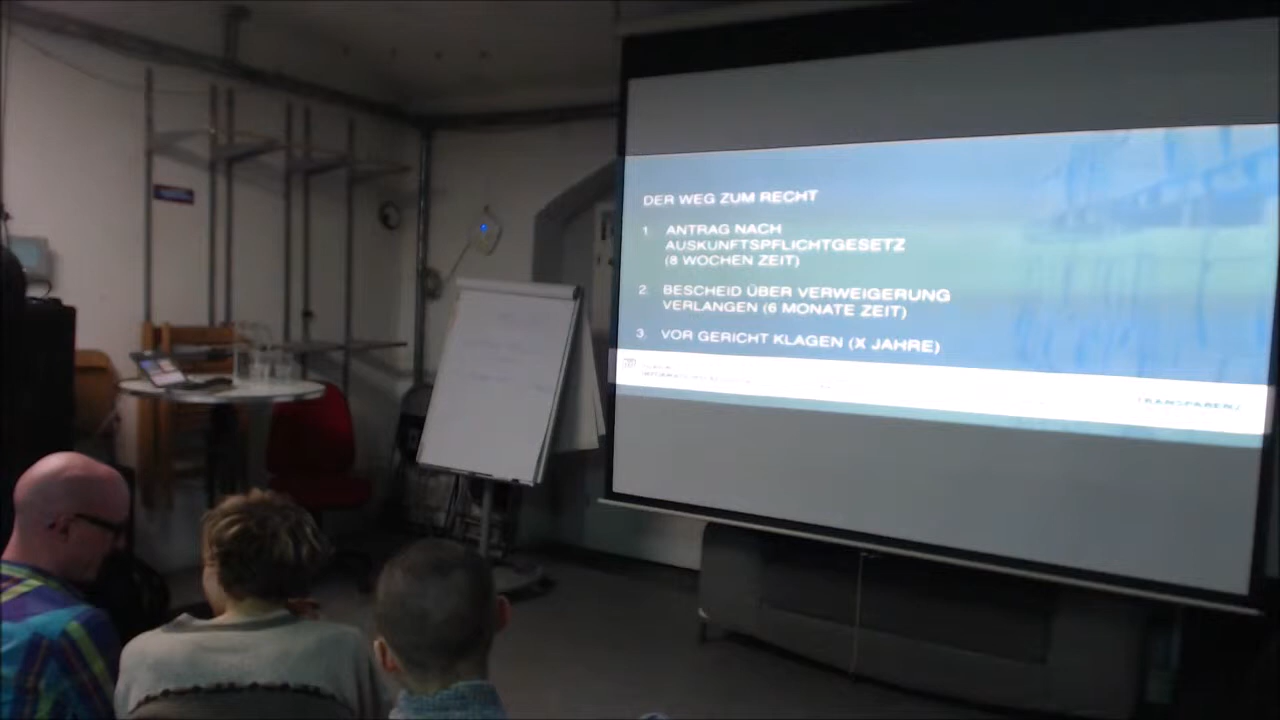 DER WEG ZUM RECHT
1. ANTRAG NACH
AUSKUNFTSPFLICHTGESETZ
(8 WOCHEN ZEIT)
2. BESCHEID ÜBER VERWEIGERUNG
VERLANGEN (6 MONATE ZEIT)
3. VOR GERICHT KLAGEN (X JAHRE)
TRANSPARENZ